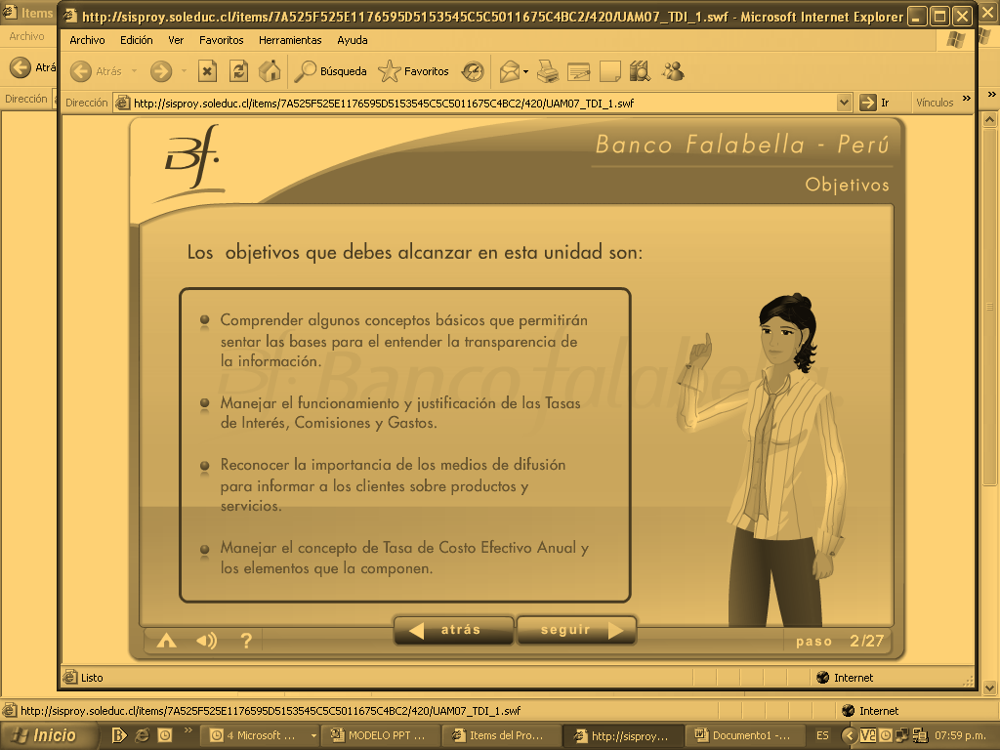 Items
http://sisproy.soleduc.cl/items/7A525F525E1176595D5153545C5C5011675C4BC2/420/UAM07_TDI_1.swf - Microsoft Internet Explorer
Archivo
Archivo Edición Ver Favoritos Herramientas Ayuda
Atrás Búsqueda Favoritos
Dirección
Dirección http://sisproy.soleduc.cl/items/7A525F525E1176595D5153545C5C5011675C4BC2/420/UAM07_TDI_1.swf Ir Vínculos »
Bf.
Banco Falabella - Perú
Objetivos
Los objetivos que debes alcanzar en esta unidad son:
Comprender algunos conceptos básicos que permitirán
sentar las bases para el entender la transparencia de
la información.
Manejar el funcionamiento y justificación de las Tasas
de Interés, Comisiones y Gastos.
Reconocer la importancia de los medios de difusión
para informar a los clientes sobre productos y
servicios.
Manejar el concepto de Tasa de Costo Efectivo Anual y
los elementos que la componen.
Bf. Banco falabella.
atrás seguir
? paso 2/27
Listo Internet
http://sisproy.soleduc.cl/items/7A525F525E1176595D5153545C5C5011675C4BC2/420/UAM07_TDI_1.swf Internet
Inicio » 4 Microsoft ... MODELO PPT ... Items del Pro... http://sisproy... Documento1 -... ES 07:59 p.m.